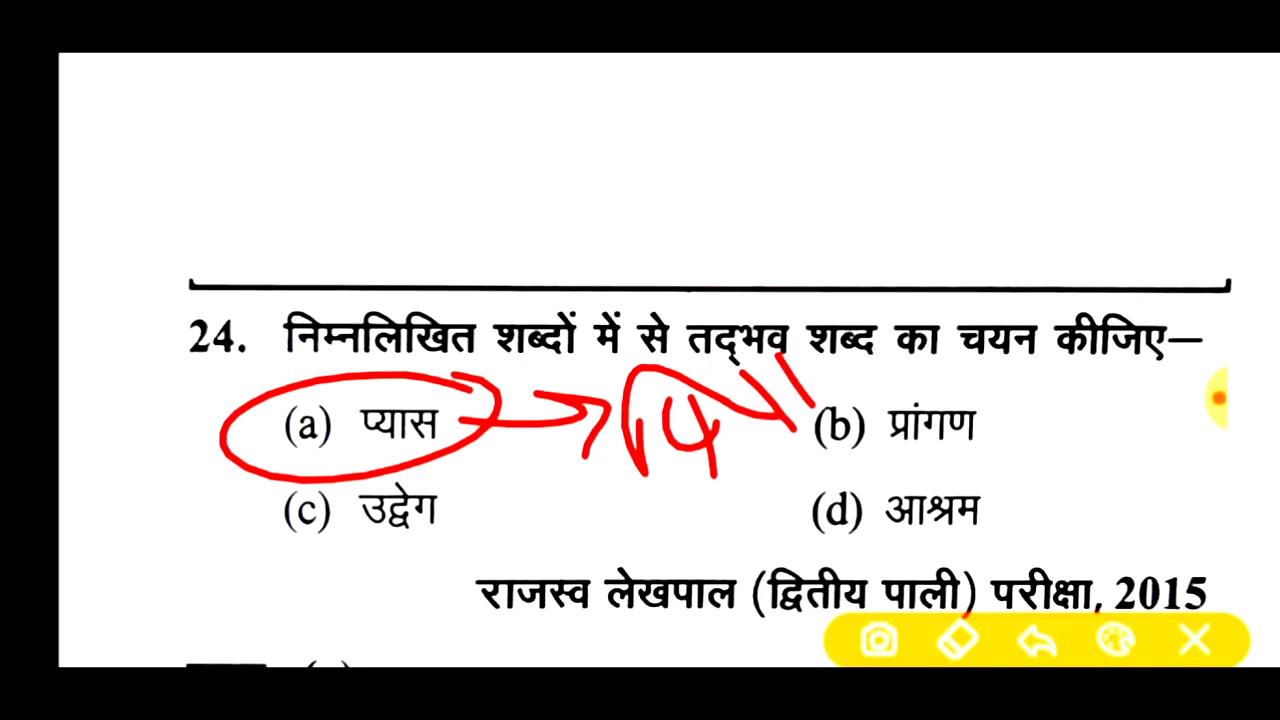 24. निम्नलिखित शब्दों में से तद्भव शब्द का चयन कीजिए—
(a) प्यास (b) प्रांगण
(c) उद्वेग (d) आश्रम
राजस्व लेखपाल (द्वितीय पाली) परीक्षा, 2015